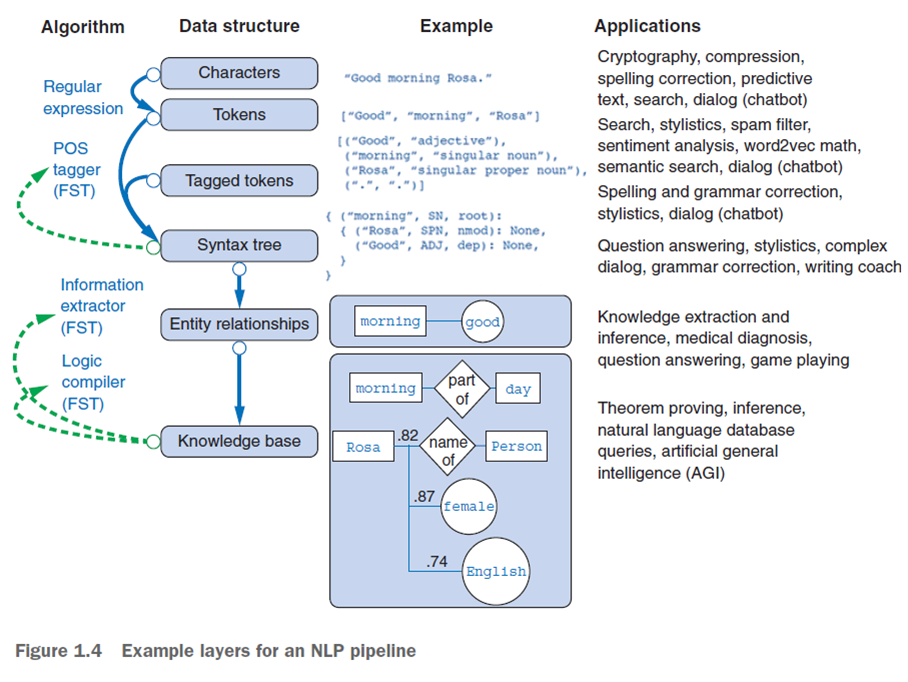 Algorithm
Data structure
Example
Applications
Regular
expression
POS
tagger
(FST)
Information
extractor
(FST)
Logic
compiler
(FST)
Characters
Tokens
Tagged tokens
Syntax tree
Entity relationships
Knowledge base
"Good morning Rosa."
["Good", "morning", "Rosa"]
[("Good", "adjective"),
("morning", "singular noun"),
("Rosa", "singular proper noun"),
(".", ".")]
{ ("morning", SN, root):
{ ("Rosa", SPN, nmod): None,
("Good", ADJ, dep): None,
}
}
morning
good
morning
part
of
day
Rosa
.82
name
of
Person
.87
female
.74
English
Cryptography, compression,
spelling correction, predictive
text, search, dialog (chatbot)
Search, stylistics, spam filter,
sentiment analysis, word2vec math,
semantic search, dialog (chatbot)
Spelling and grammar correction,
stylistics, dialog (chatbot)
Question answering, stylistics, complex
dialog, grammar correction, writing coach
Knowledge extraction and
inference, medical diagnosis,
question answering, game playing
Theorem proving, inference,
natural language database
queries, artificial general
intelligence (AGI)
Figure 1.4 Example layers for an NLP pipeline